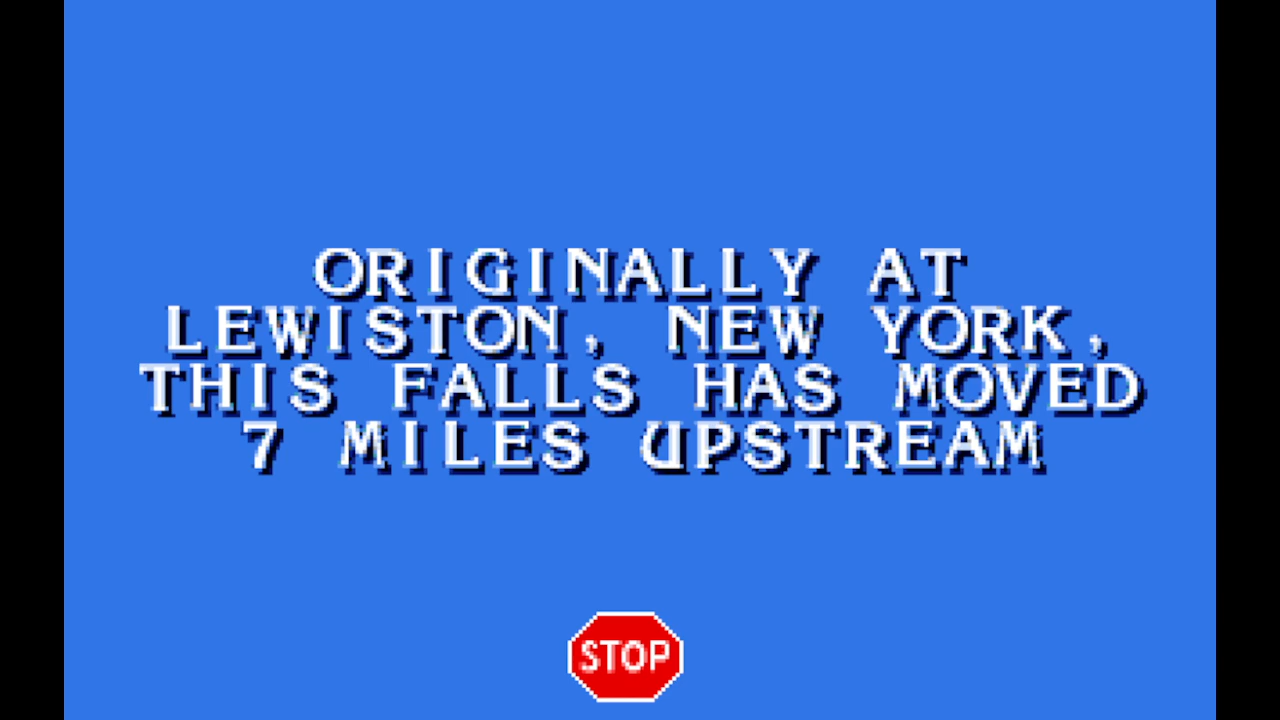 ORIGINALLY AT
LEWISTON, NEW YORK,
THIS FALLS HAS MOVED
7 MILES UPSTREAM
STOP